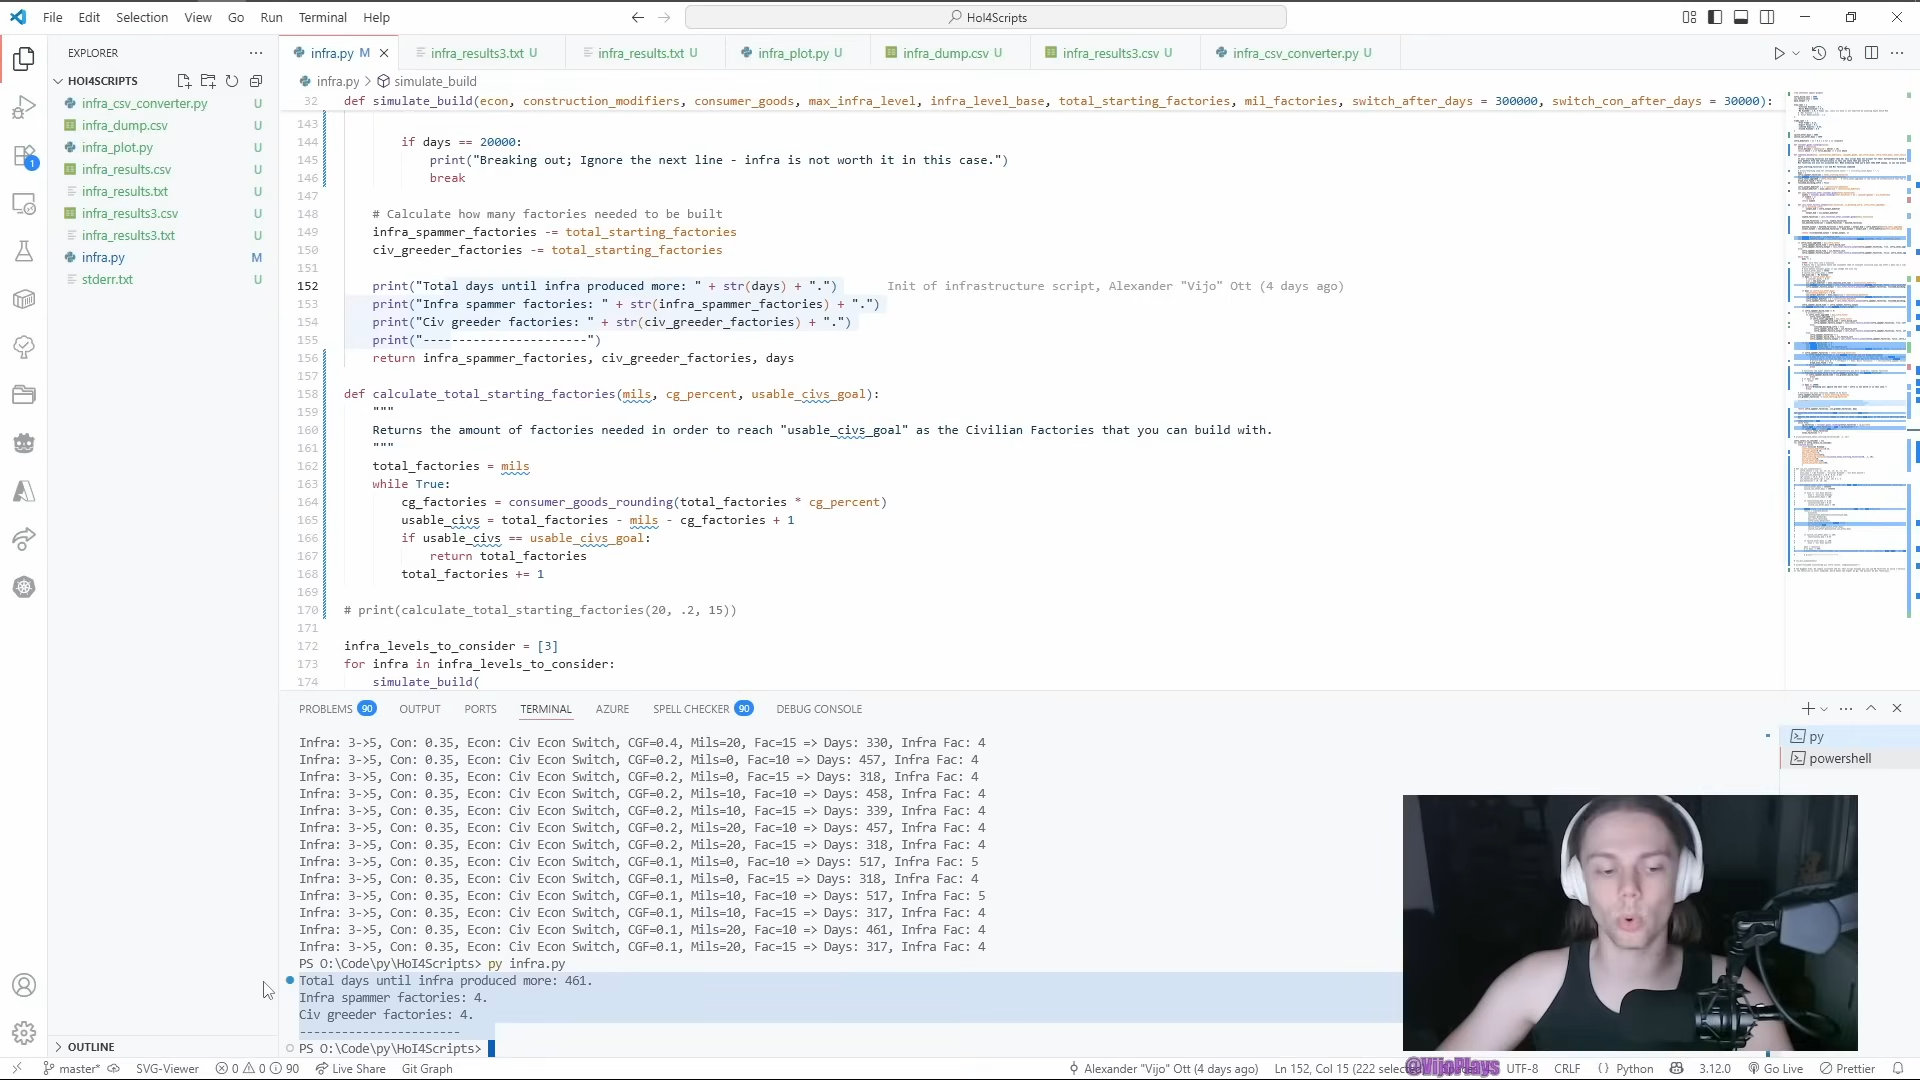 File Edit Selection View Go Run Terminal Help
HoI4Scripts
EXPLORER
infra.py M
infra_results3.txt U
infra_results.txt U
infra_plot.py U
infra_dump.csv U
infra_results3.csv U
infra_csv_converter.py U
HOI4SCRIPTS
infra_csv_converter.py U
infra_dump.csv U
infra_plot.py U
infra_results.csv U
infra_results.txt U
infra_results3.csv U
infra_results3.txt U
infra.py M
stderr.txt U
1
OUTLINE
infra.py > simulate_build
32 def simulate_build(econ, construction_modifiers, consumer_goods, max_infra_level, infra_level_base, total_starting_factories, mil_factories, switch_after_days = 300000, switch_con_after_days = 30000):
143
144 if days == 20000:
145 print("Breaking out; Ignore the next line - infra is not worth it in this case.")
146 break
147
148 # Calculate how many factories needed to be built
149 infra_spammer_factories -= total_starting_factories
150 civ_greeder_factories -= total_starting_factories
151
152 print("Total days until infra produced more: " + str(days) + ".") Init of infrastructure script, Alexander "Vijo" Ott (4 days ago)
153 print("Infra spammer factories: " + str(infra_spammer_factories) + ".")
154 print("Civ greeder factories: " + str(civ_greeder_factories) + ".")
155 print("-----------------------")
156 return infra_spammer_factories, civ_greeder_factories, days
157
158 def calculate_total_starting_factories(mils, cg_percent, usable_civs_goal):
159 """
160 Returns the amount of factories needed in order to reach "usable_civs_goal" as the Civilian Factories that you can build with.
161 """
162 total_factories = mils
163 while True:
164 cg_factories = consumer_goods_rounding(total_factories * cg_percent)
165 usable_civs = total_factories - mils - cg_factories + 1
166 if usable_civs == usable_civs_goal:
167 return total_factories
168 total_factories += 1
169
170 # print(calculate_total_starting_factories(20, .2, 15))
171
172 infra_levels_to_consider = [3]
173 for infra in infra_levels_to_consider:
174 simulate_build(
PROBLEMS 90 OUTPUT PORTS TERMINAL AZURE SPELL CHECKER 90 DEBUG CONSOLE
py
powershell
Infra: 3->5, Con: 0.35, Econ: Civ Econ Switch, CGF=0.4, Mils=20, Fac=15 => Days: 330, Infra Fac: 4
Infra: 3->5, Con: 0.35, Econ: Civ Econ Switch, CGF=0.2, Mils=0, Fac=10 => Days: 457, Infra Fac: 4
Infra: 3->5, Con: 0.35, Econ: Civ Econ Switch, CGF=0.2, Mils=0, Fac=15 => Days: 318, Infra Fac: 4
Infra: 3->5, Con: 0.35, Econ: Civ Econ Switch, CGF=0.2, Mils=10, Fac=10 => Days: 458, Infra Fac: 4
Infra: 3->5, Con: 0.35, Econ: Civ Econ Switch, CGF=0.2, Mils=10, Fac=15 => Days: 339, Infra Fac: 4
Infra: 3->5, Con: 0.35, Econ: Civ Econ Switch, CGF=0.2, Mils=20, Fac=10 => Days: 457, Infra Fac: 4
Infra: 3->5, Con: 0.35, Econ: Civ Econ Switch, CGF=0.2, Mils=20, Fac=15 => Days: 318, Infra Fac: 4
Infra: 3->5, Con: 0.35, Econ: Civ Econ Switch, CGF=0.1, Mils=0, Fac=10 => Days: 517, Infra Fac: 5
Infra: 3->5, Con: 0.35, Econ: Civ Econ Switch, CGF=0.1, Mils=0, Fac=15 => Days: 318, Infra Fac: 4
Infra: 3->5, Con: 0.35, Econ: Civ Econ Switch, CGF=0.1, Mils=10, Fac=10 => Days: 517, Infra Fac: 5
Infra: 3->5, Con: 0.35, Econ: Civ Econ Switch, CGF=0.1, Mils=10, Fac=15 => Days: 317, Infra Fac: 4
Infra: 3->5, Con: 0.35, Econ: Civ Econ Switch, CGF=0.1, Mils=20, Fac=10 => Days: 461, Infra Fac: 4
Infra: 3->5, Con: 0.35, Econ: Civ Econ Switch, CGF=0.1, Mils=20, Fac=15 => Days: 317, Infra Fac: 4
PS O:\Code\py\HoI4Scripts> py infra.py
Total days until infra produced more: 461.
Infra spammer factories: 4.
Civ greeder factories: 4.
-----------------------
PS O:\Code\py\HoI4Scripts>
master* SVG-Viewer 0 0 90 Live Share Git Graph Alexander "Vijo" Ott (4 days ago) Ln 152, Col 15 (222 selec @VijoPlays UTF-8 CRLF Python 3.12.0 Go Live Prettier